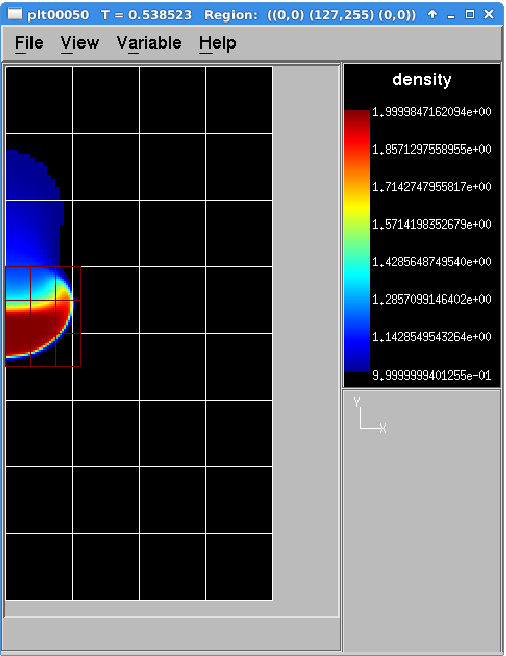 plt00050 T = 0.538523 Region: ((0,0) (127,255) (0,0))
File View Variable Help
density
1.9999847162094e+00
1.8571297558955e+00
1.7142747955817e+00
1.5714198352679e+00
1.4285648749540e+00
1.2857099146402e+00
1.1428549543264e+00
9.9999999401255e-01
Y
X